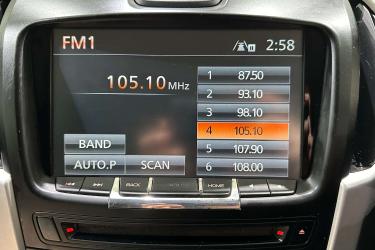 FM1
2:58
105.10 MHz
1 87.50
2 93.10
3 98.10
4 105.10
5 107.90
6 108.00
BAND
AUTO.P SCAN
BACK HOME